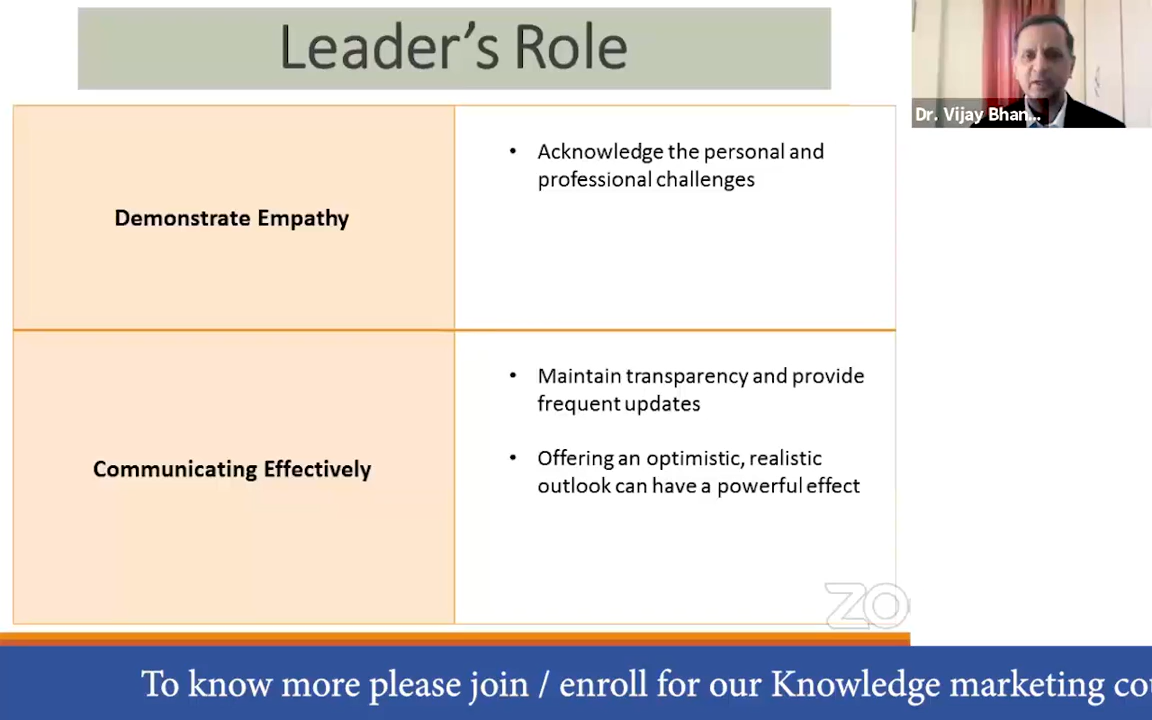 Leader's Role
Dr. Vijay Bhan...
Demonstrate Empathy
• Acknowledge the personal and
professional challenges
Communicating Effectively
• Maintain transparency and provide
frequent updates
• Offering an optimistic, realistic
outlook can have a powerful effect
ZO
To know more please join / enroll for our Knowledge marketing cou